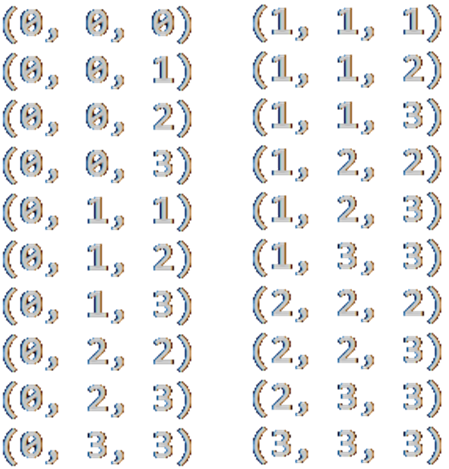 (0, 0, 0)
(0, 0, 1)
(0, 0, 2)
(0, 0, 3)
(0, 1, 1)
(0, 1, 2)
(0, 1, 3)
(0, 2, 2)
(0, 2, 3)
(0, 3, 3)
(1, 1, 1)
(1, 1, 2)
(1, 1, 3)
(1, 2, 2)
(1, 2, 3)
(1, 3, 3)
(2, 2, 2)
(2, 2, 3)
(2, 3, 3)
(3, 3, 3)